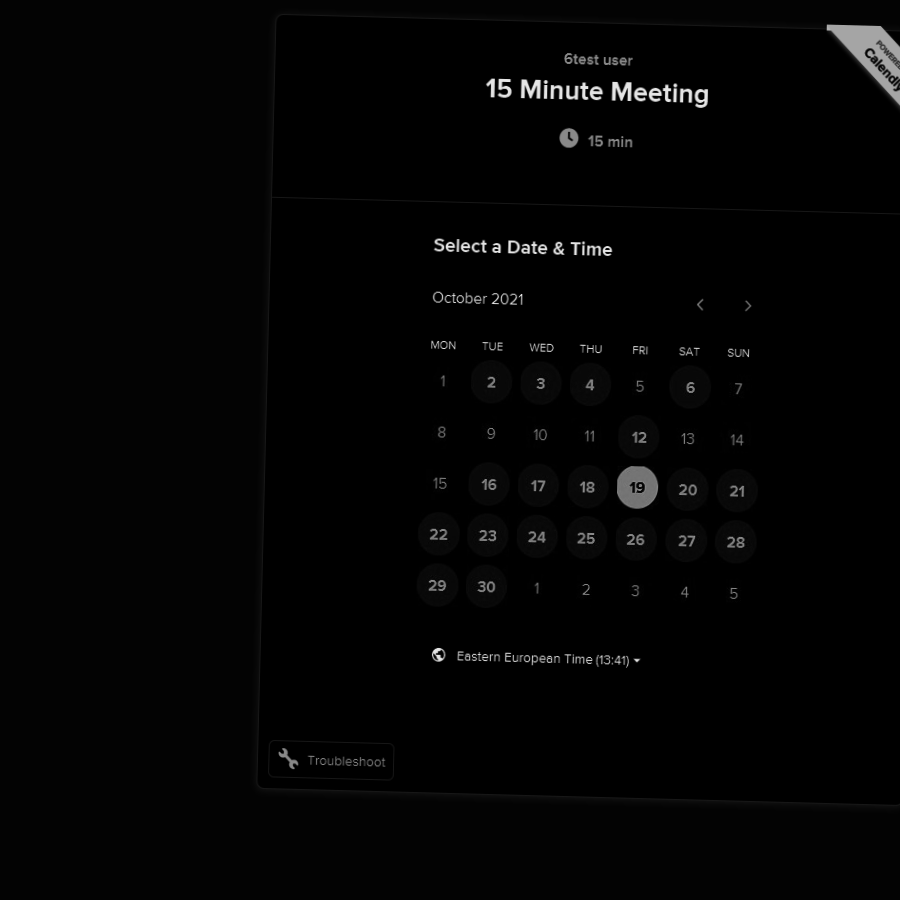 6test user
15 Minute Meeting
15 min
POWERED
Calendly
Select a Date & Time
October 2021
MON TUE WED THU FRI SAT SUN
1 2 3 4 5 6 7
8 9 10 11 12 13 14
15 16 17 18 19 20 21
22 23 24 25 26 27 28
29 30 1 2 3 4 5
Eastern European Time (13:41)
Troubleshoot